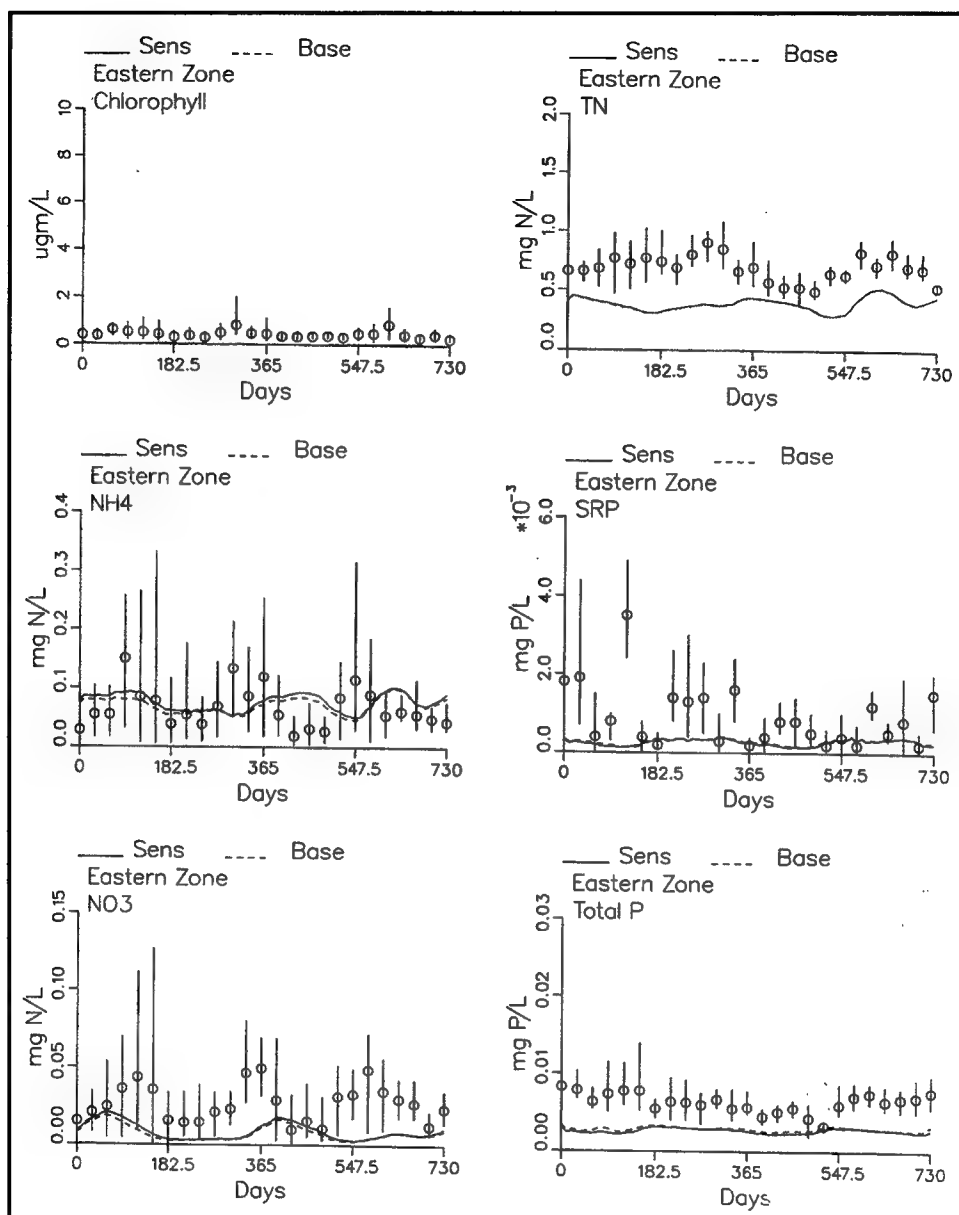 Sens Base
Eastern Zone
Chlorophyll
10
8
6
4
2
0
ugm/L
0 182.5 365 547.5 730
Days
Sens Base
Eastern Zone
TN
2.0
1.5
1.0
0.5
0.0
mg N/L
0 182.5 365 547.5 730
Days
Sens Base
Eastern Zone
NH4
0.4
0.3
0.2
0.1
0.0
mg N/L
0 182.5 365 547.5 730
Days
Sens Base
Eastern Zone
SRP
*10⁻³
6.0
4.0
2.0
0.0
mg P/L
0 182.5 365 547.5 730
Days
Sens Base
Eastern Zone
NO3
0.15
0.10
0.05
0.00
mg N/L
0 182.5 365 547.5 730
Days
Sens Base
Eastern Zone
Total P
0.03
0.02
0.01
0.00
mg P/L
0 182.5 365 547.5 730
Days